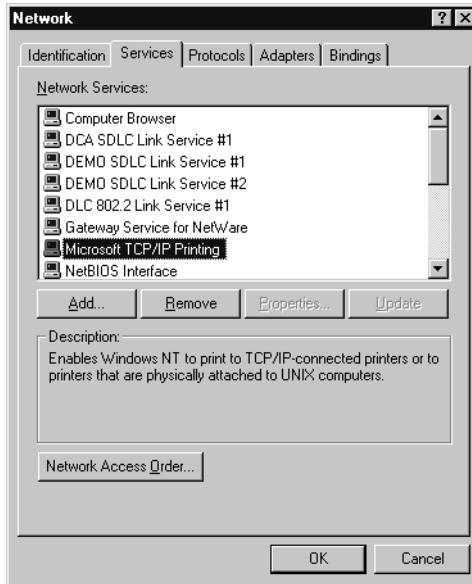 Network
Identification Services Protocols Adapters Bindings
Network Services:
Computer Browser
DCA SDLC Link Service #1
DEMO SDLC Link Service #1
DEMO SDLC Link Service #2
DLC 802.2 Link Service #1
Gateway Service for NetWare
Microsoft TCP/IP Printing
NetBIOS Interface
Add... Remove Properties... Update
Description:
Enables Windows NT to print to TCP/IP-connected printers or to
printers that are physically attached to UNIX computers.
Network Access Order...
OK Cancel